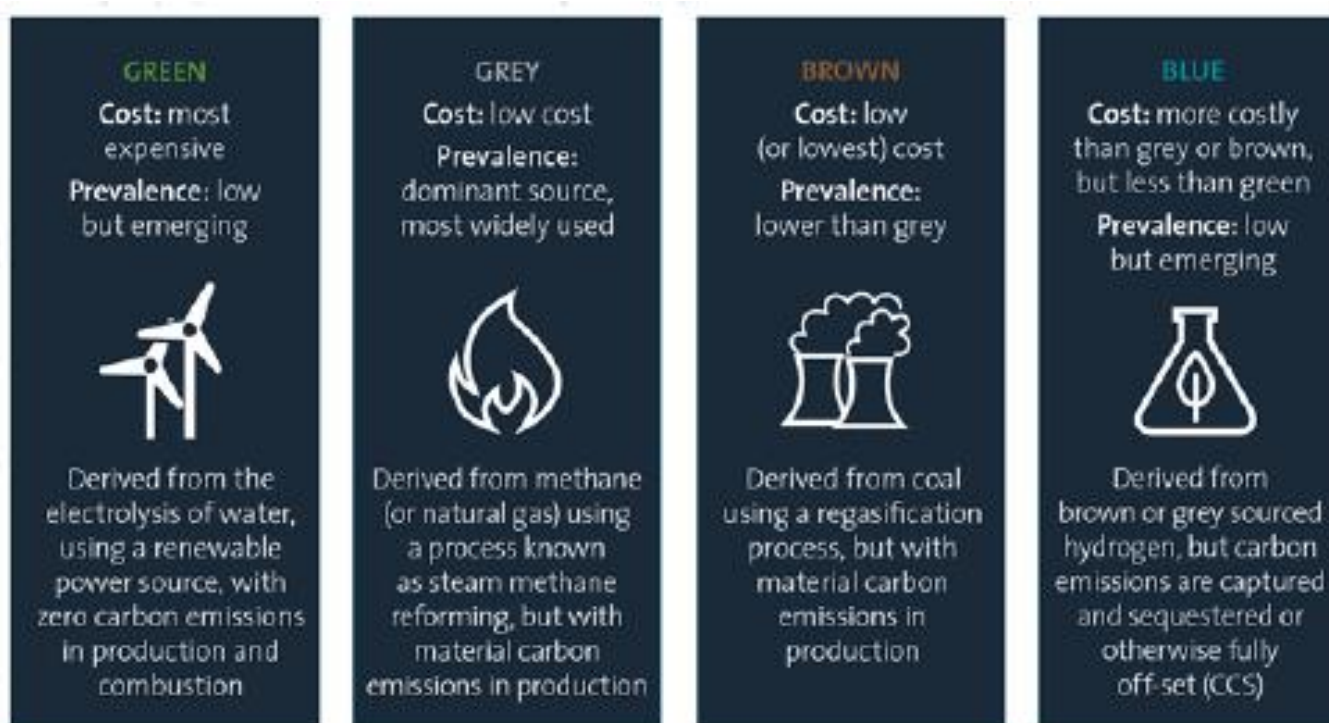 GREEN
Cost: most
expensive
Prevalence: low
but emerging
Derived from the
electrolysis of water,
using a renewable
power source, with
zero carbon emissions
in production and
combustion
GREY
Cost: low cost
Prevalence:
dominant source,
most widely used
Derived from methane
(or natural gas) using
a process known
as steam methane
reforming, but with
material carbon
emissions in production
BROWN
Cost: low
(or lowest) cost
Prevalence:
lower than grey
Derived from coal
using a regasification
process, but with
material carbon
emissions in
production
BLUE
Cost: more costly
than grey or brown,
but less than green
Prevalence: low
but emerging
Derived from
brown or grey sourced
hydrogen, but carbon
emissions are captured
and sequestered or
otherwise fully
off-set (CCS)